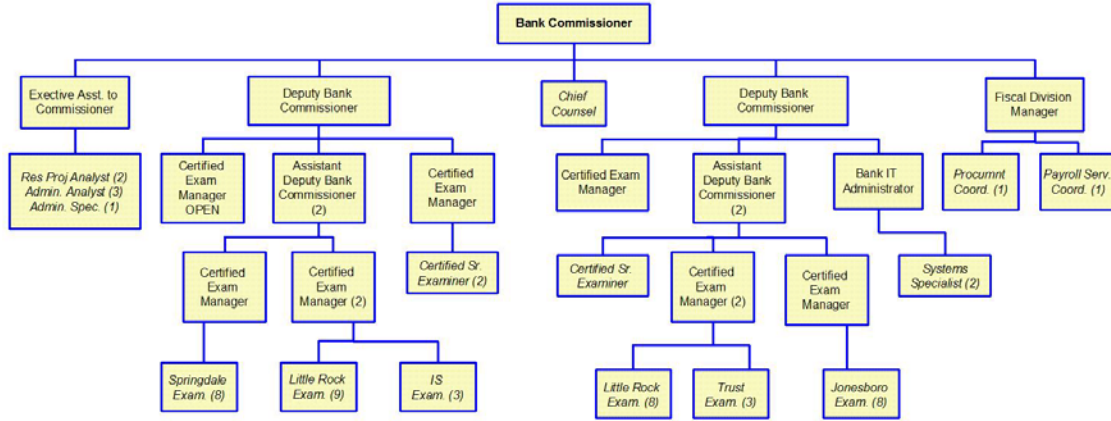 Bank Commissioner
Exective Asst. to
Commissioner
Deputy Bank
Commissioner
Chief
Counsel
Deputy Bank
Commissioner
Fiscal Division
Manager
Res Proj Analyst (2)
Admin. Analyst (3)
Admin. Spec. (1)
Certified
Exam
Manager
OPEN
Assistant
Deputy Bank
Commissioner
(2)
Certified
Exam
Manager
Certified Exam
Manager
Assistant
Deputy Bank
Commissioner
(2)
Bank IT
Administrator
Procumnt
Coord. (1)
Payroll Serv.
Coord. (1)
Certified
Exam
Manager
Certified
Exam
Manager (2)
Certified Sr.
Examiner (2)
Certified Sr.
Examiner
Certified
Exam
Manager (2)
Certified
Exam
Manager
Systems
Specialist (2)
Springdale
Exam. (8)
Little Rock
Exam. (9)
IS
Exam. (3)
Little Rock
Exam. (8)
Trust
Exam. (3)
Jonesboro
Exam. (8)